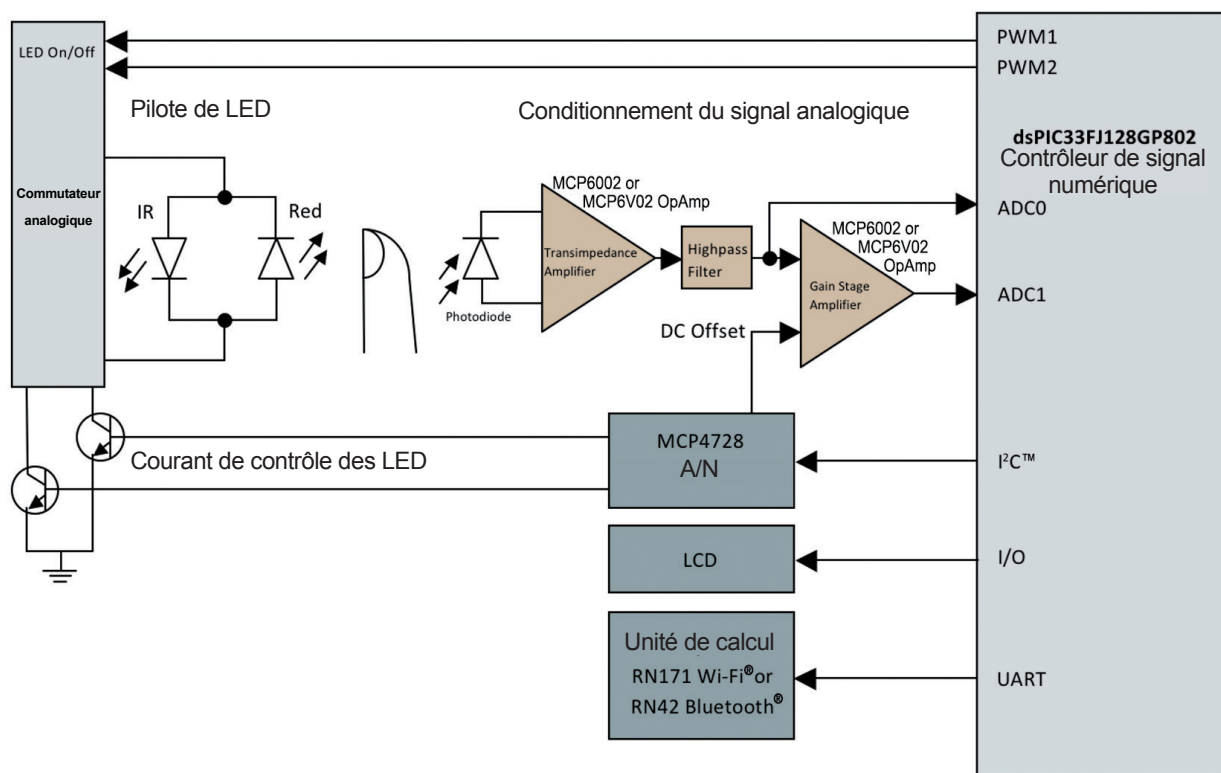 LED On/Off
PWM1
PWM2
Pilote de LED
Conditionnement du signal analogique
dsPIC33FJ128GP802
Contrôleur de signal
numérique
Commutateur
analogique
IR
Red
MCP6002 or
MCP6V02 OpAmp
Transimpedance
Amplifier
Highpass
Filter
MCP6002 or
MCP6V02
OpAmp
Gain Stage
Amplifier
ADC0
ADC1
Photodiode
DC Offset
MCP4728
A/N
Courant de contrôle des LED
I²C™
LCD
I/O
Unité de calcul
RN171 Wi-Fi® or
RN42 Bluetooth®
UART